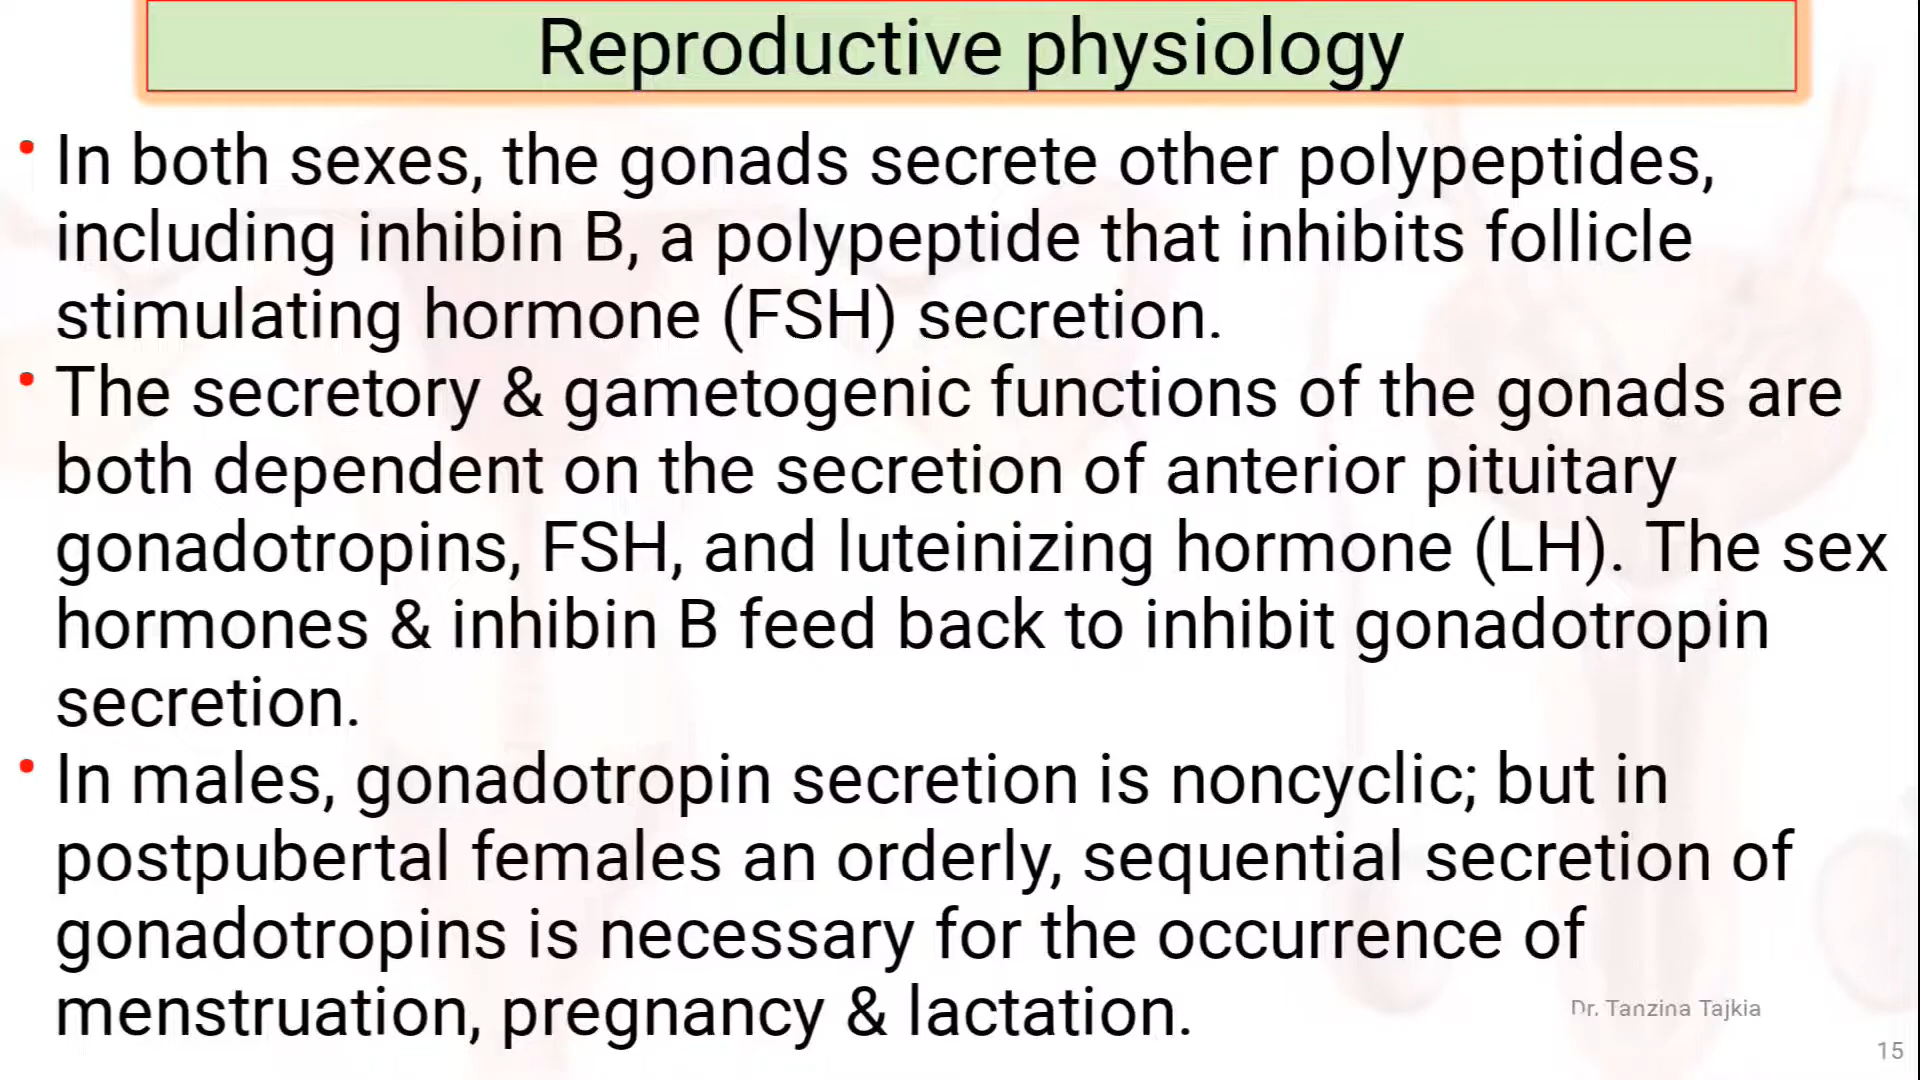 Reproductive physiology
• In both sexes, the gonads secrete other polypeptides,
including inhibin B, a polypeptide that inhibits follicle
stimulating hormone (FSH) secretion.
• The secretory & gametogenic functions of the gonads are
both dependent on the secretion of anterior pituitary
gonadotropins, FSH, and luteinizing hormone (LH). The sex
hormones & inhibin B feed back to inhibit gonadotropin
secretion.
• In males, gonadotropin secretion is noncyclic; but in
postpubertal females an orderly, sequential secretion of
gonadotropins is necessary for the occurrence of
menstruation, pregnancy & lactation.
Dr. Tanzina Tajkia
15